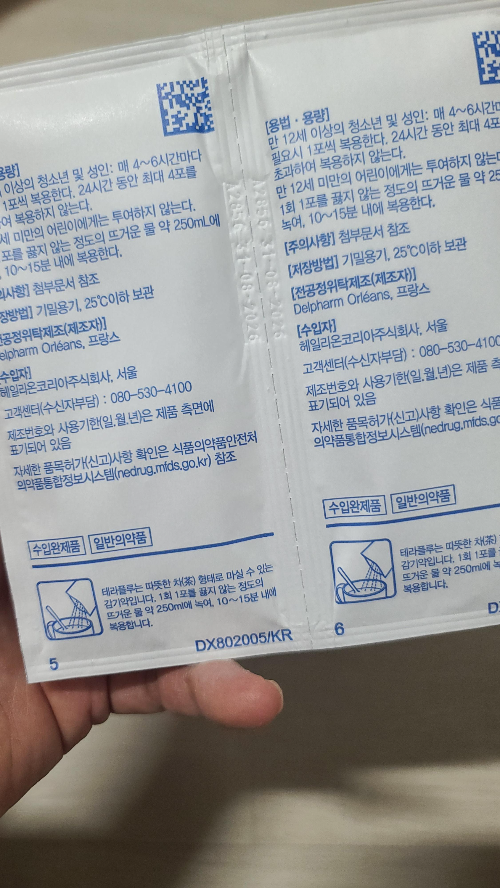 용량]
이상의 청소년 및 성인: 매 4~6시간마다
1포씩 복용한다. 24시간 동안 최대 4포를
여 복용하지 않는다.
세 미만의 어린이에게는 투여하지 않는다.
포를 끓지 않는 정도의 뜨거운 물 약 250mL에
, 10~15분 내에 복용한다.
의사항] 첨부문서 참조
장방법] 기밀용기, 25℃이하 보관
전공정위탁제조(제조자)]
elpharm Orléans, 프랑스
수입자]
헤일리온코리아주식회사, 서울
고객센터(수신자부담) : 080-530-4100
제조번호와 사용기한(일.월.년)은 제품 측면에
표기되어 있음
자세한 품목허가(신고)사항 확인은 식품의약품안전처
의약품통합정보시스템(nedrug.mfds.go.kr) 참조
수입완제품 일반의약품
테라플루는 따뜻한 차(茶) 형태로 마실 수 있는
감기약입니다. 1회 1포를 끓지 않는 정도의
뜨거운 물 약 250ml에 녹여, 10~15분 내에
복용합니다.
5
DX802005/KR
31-08-2026
31-08-2026
[용법·용량]
만 12세 이상의 청소년 및 성인: 매 4~6시간마
필요시 1포씩 복용한다. 24시간 동안 최대 4포
초과하여 복용하지 않는다.
만 12세 미만의 어린이에게는 투여하지 않는다
1회 1포를 끓지 않는 정도의 뜨거운 물 약 25
녹여, 10~15분 내에 복용한다.
[주의사항] 첨부문서 참조
[저장방법] 기밀용기, 25℃이하 보관
[전공정위탁제조(제조자)]
Delpharm Orléans, 프랑스
[수입자]
헤일리온코리아주식회사, 서울
고객센터(수신자부담) : 080-530-4100
제조번호와 사용기한(일.월.년)은 제품 측
표기되어 있음
자세한 품목허가(신고)사항 확인은 식품
의약품통합정보시스템(nedrug.mfds.go.
수입완제품 일반의약품
테라플루는 따뜻한 차(茶)
감기약입니다. 1회 1포를
뜨거운 물 약 250ml에 녹
복용합니다.
6